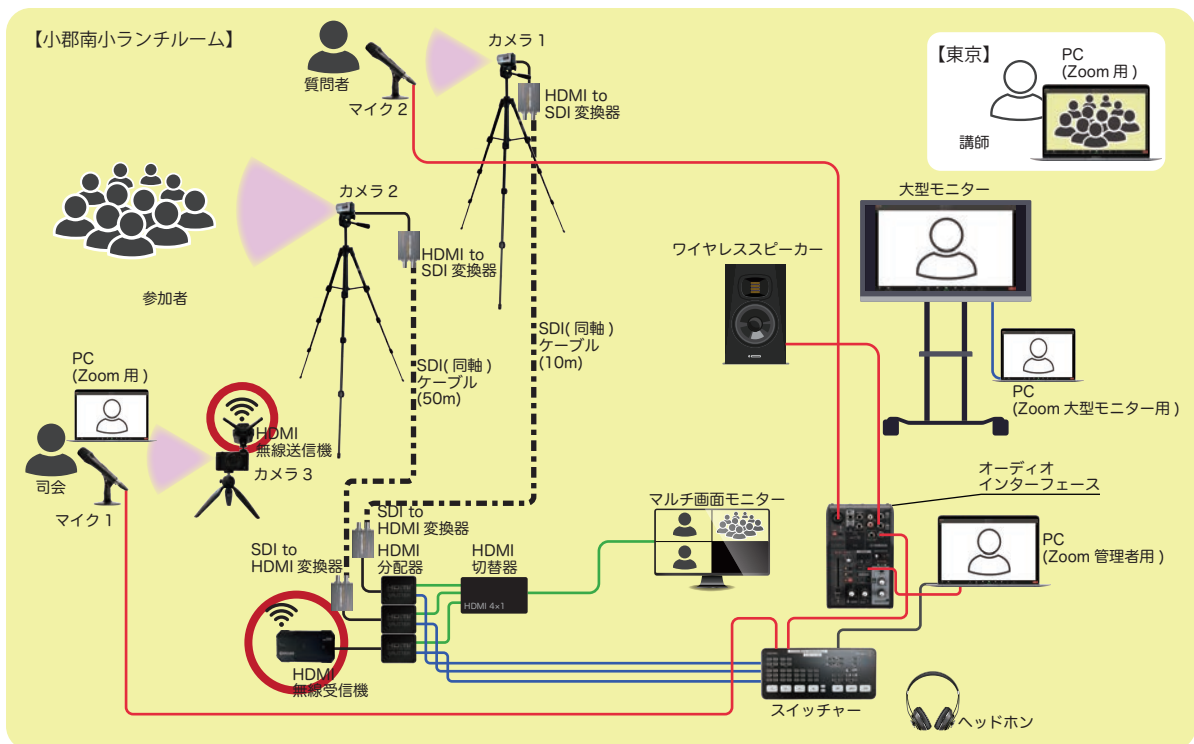 【小郡南小ランチルーム】
質問者
マイク2
カメラ1
HDMI to
SDI 変換器
【東京】
PC
(Zoom 用 )
講師
参加者
カメラ2
HDMI to
SDI 変換器
ワイヤレススピーカー
大型モニター
SDI( 同軸 )
ケーブル
(10m)
SDI( 同軸 )
ケーブル
(50m)
PC
(Zoom 大型モニター用 )
PC
(Zoom 用 )
HDMI
無線送信機
カメラ3
司会
マイク1
オーディオ
インターフェース
マルチ画面モニター
PC
(Zoom 管理者用 )
SDI to
HDMI 変換器
SDI to
HDMI 変換器
HDMI
分配器
HDMI
切替器
HDMI 4×1
HDMI
無線受信機
スイッチャー
ヘッドホン